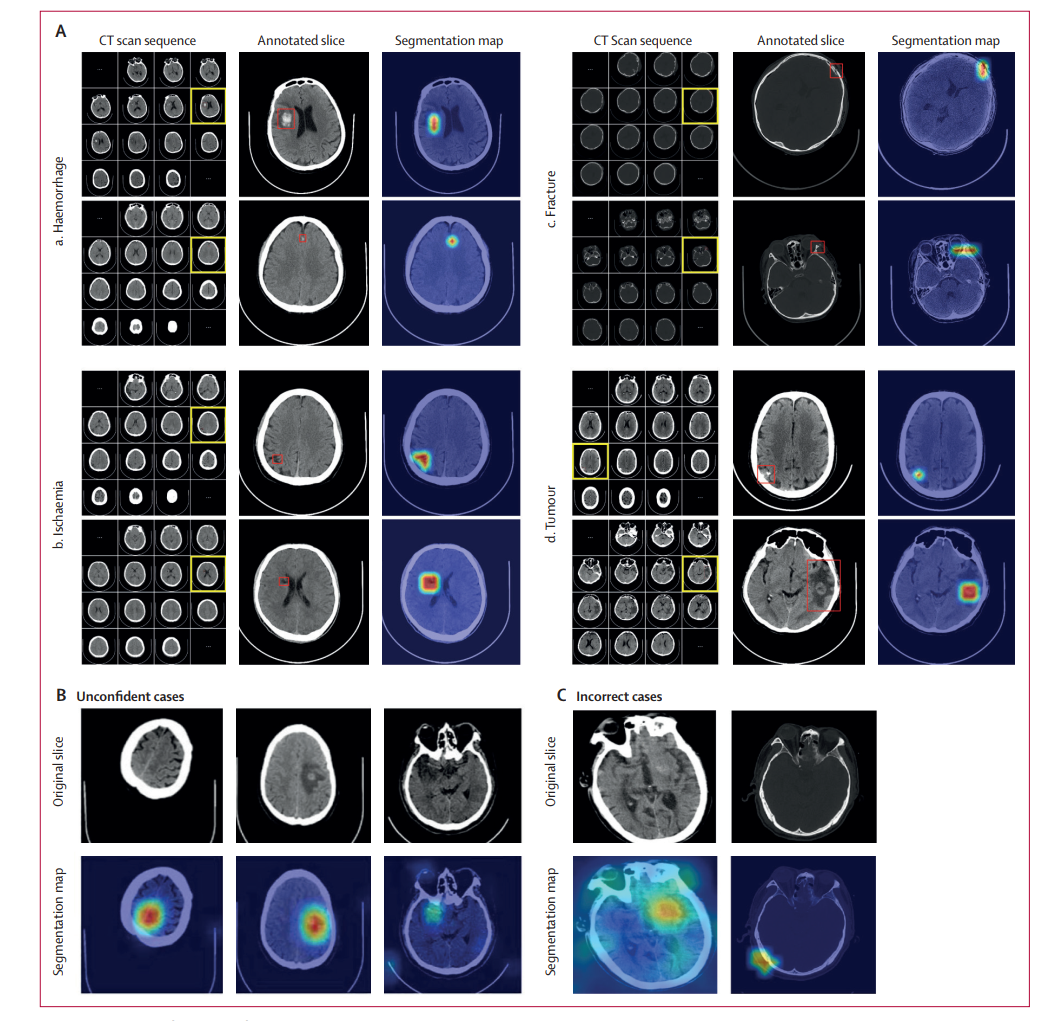 A
CT scan sequence
Annotated slice
Segmentation map
CT Scan sequence
Annotated slice
Segmentation map
a. Haemorrhage
c. Fracture
...
...
...
...
b. Ischaemia
d. Tumour
...
...
...
...
...
...
...
...
...
...
...
...
B Unconfident cases
C Incorrect cases
Original slice
Original slice
Segmentation map
Segmentation map